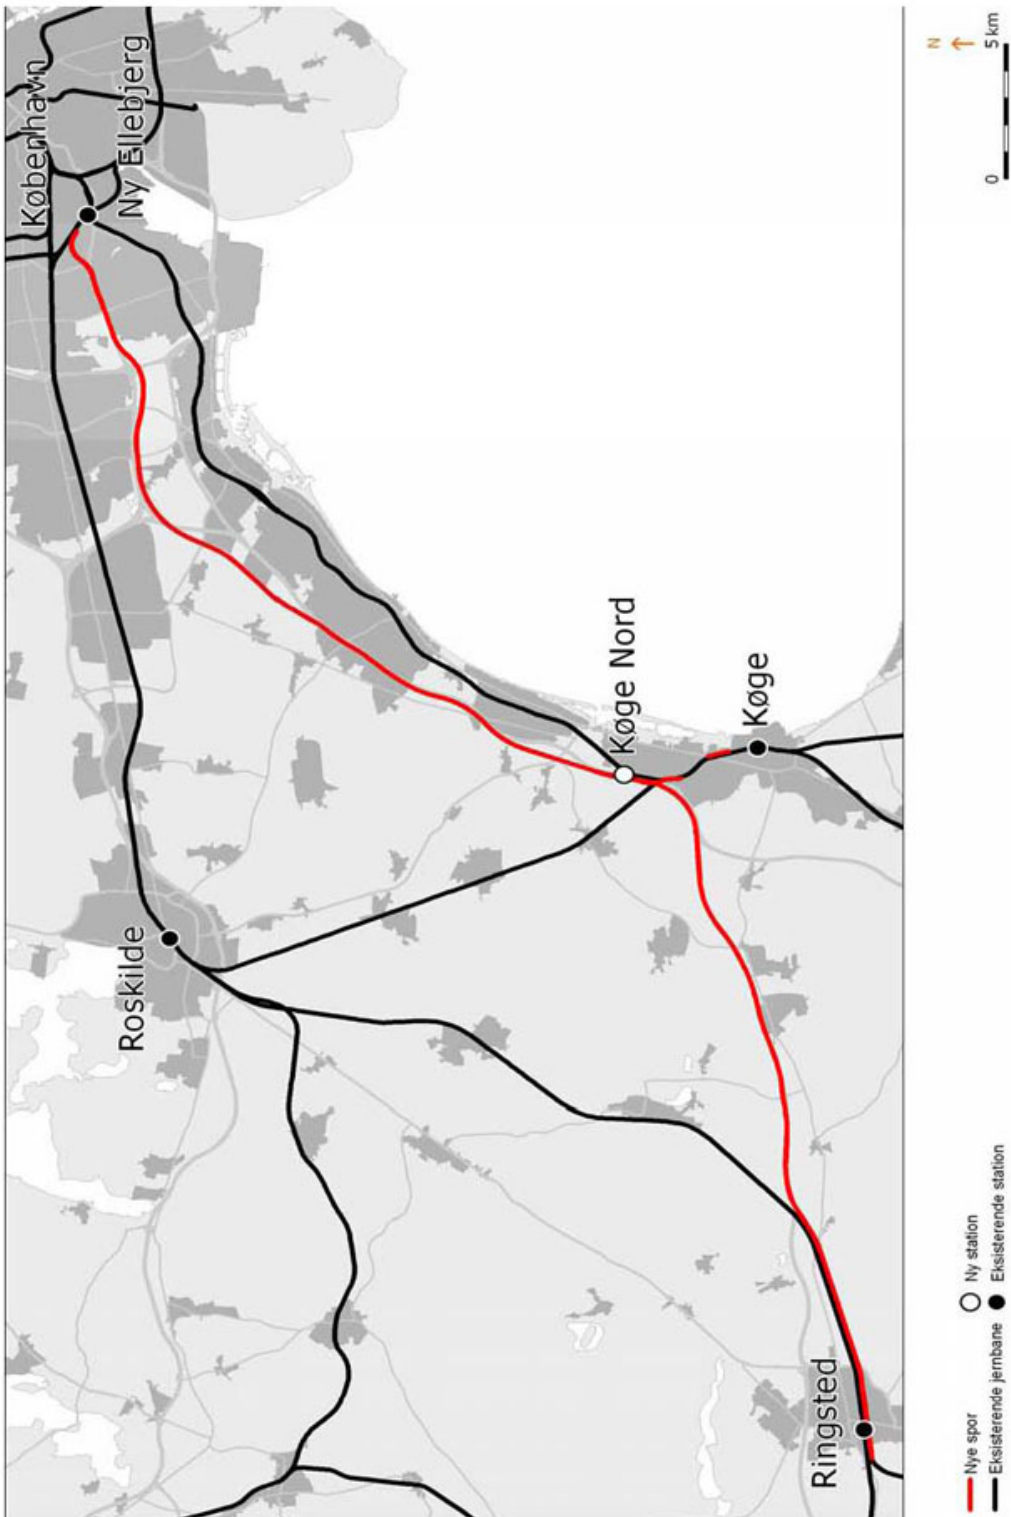 København
Ny Ellebjerg
Roskilde
Køge Nord
Køge
Ringsted
Nye spor
Eksisterende jernbane
Ny station
Eksisterende station
N
0
5 km